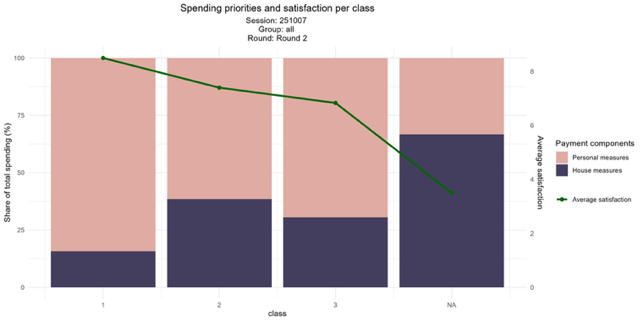 Spending priorities and satisfaction per class
Session: 251007
Group: all
Round: Round 2
Share of total spending (%)
100
75
50
25
0
8
6
4
2
0
Average satisfaction
1
2
3
NA
class
Payment components
Personal measures
House measures
Average satisfaction